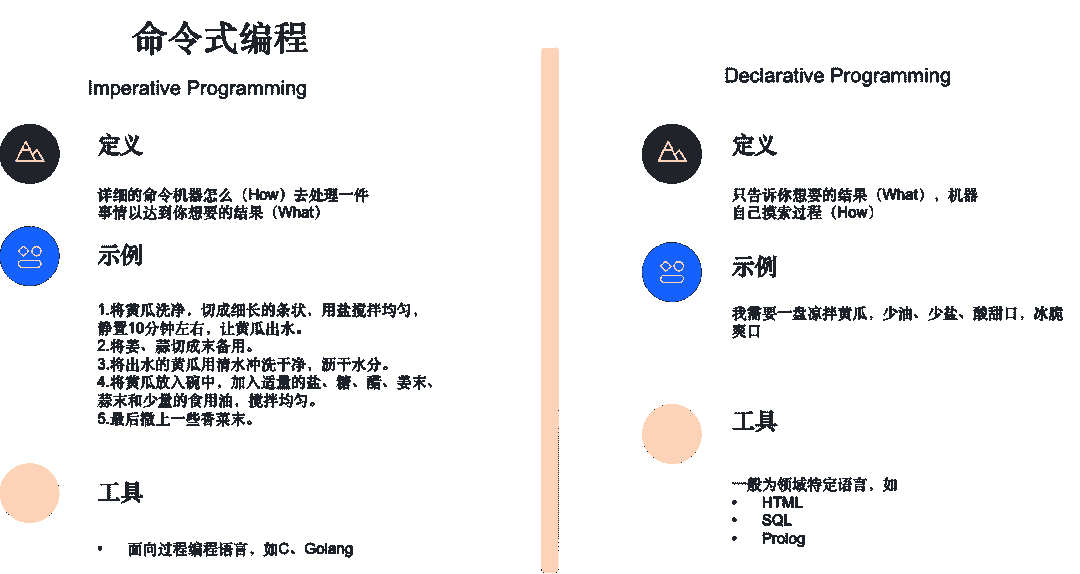 命令式编程
Imperative Programming
定义
详细的命令机器怎么（How）去处理一件
事情以达到你想要的结果（What）
示例
1.将黄瓜洗净，切成细长的条状，用盐搅拌均匀，
静置10分钟左右，让黄瓜出水。
2.将姜、蒜切成末备用。
3.将出水的黄瓜用清水冲洗干净，沥干水分。
4.将黄瓜放入碗中，加入适量的盐、糖、醋、姜末、
蒜末和少量的食用油，搅拌均匀。
5.最后撒上一些香菜末。
工具
• 面向过程编程语言，如C、Golang
Declarative Programming
定义
只告诉你想要的结果（What），机器
自己摸索过程（How）
示例
我需要一盘凉拌黄瓜，少油、少盐、酸甜口，冰脆
爽口
工具
一般为领域特定语言，如
• HTML
• SQL
• Prolog